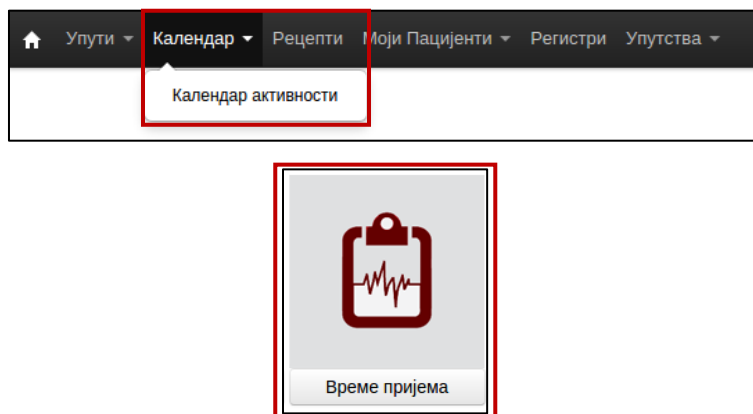 Упути Календар Рецепти Моји Пацијенти Регистри Упутства
Календар активности
Време пријема